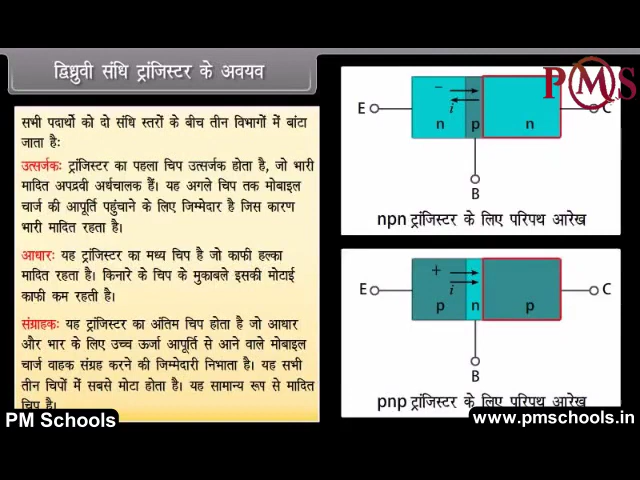 द्विध्रुवी संधि ट्रांजिस्टर के अवयव
सभी पदार्थो को दो संधि स्तरों के बीच तीन विभागों में बांटा
जाता है:
उत्सर्जक: ट्रांजिस्टर का पहला चिप उत्सर्जक होता है, जो भारी
मादित अपद्रवी अर्धचालक हैं। यह अगले चिप तक मोबाइल
चार्ज की आपूर्ति पहुंचाने के लिए जिम्मेदार है जिस कारण
भारी मादित रहता है।
आधार: यह ट्रांजिस्टर का मध्य चिप है जो काफी हल्का
मादित रहता है। किनारे के चिप के मुकाबले इसकी मोटाई
काफी कम रहती है।
संग्राहक: यह ट्रांजिस्टर का अंतिम चिप होता है जो आधार
और भार के लिए उच्च ऊर्जा आपूर्ति से आने वाले मोबाइल
चार्ज वाहक संग्रह करने की जिम्मेदारी निभाता है। यह सभी
तीन चिपों में सबसे मोटा होता है। यह सामान्य रूप से मादित
चिप है।
PM Schools
PMS
E
−
i
C
n
p
n
B
npn ट्रांजिस्टर के लिए परिपथ आरेख
E
+
i
C
p
n
p
B
pnp ट्रांजिस्टर के लिए परिपथ आरेख
www.pmschools.in